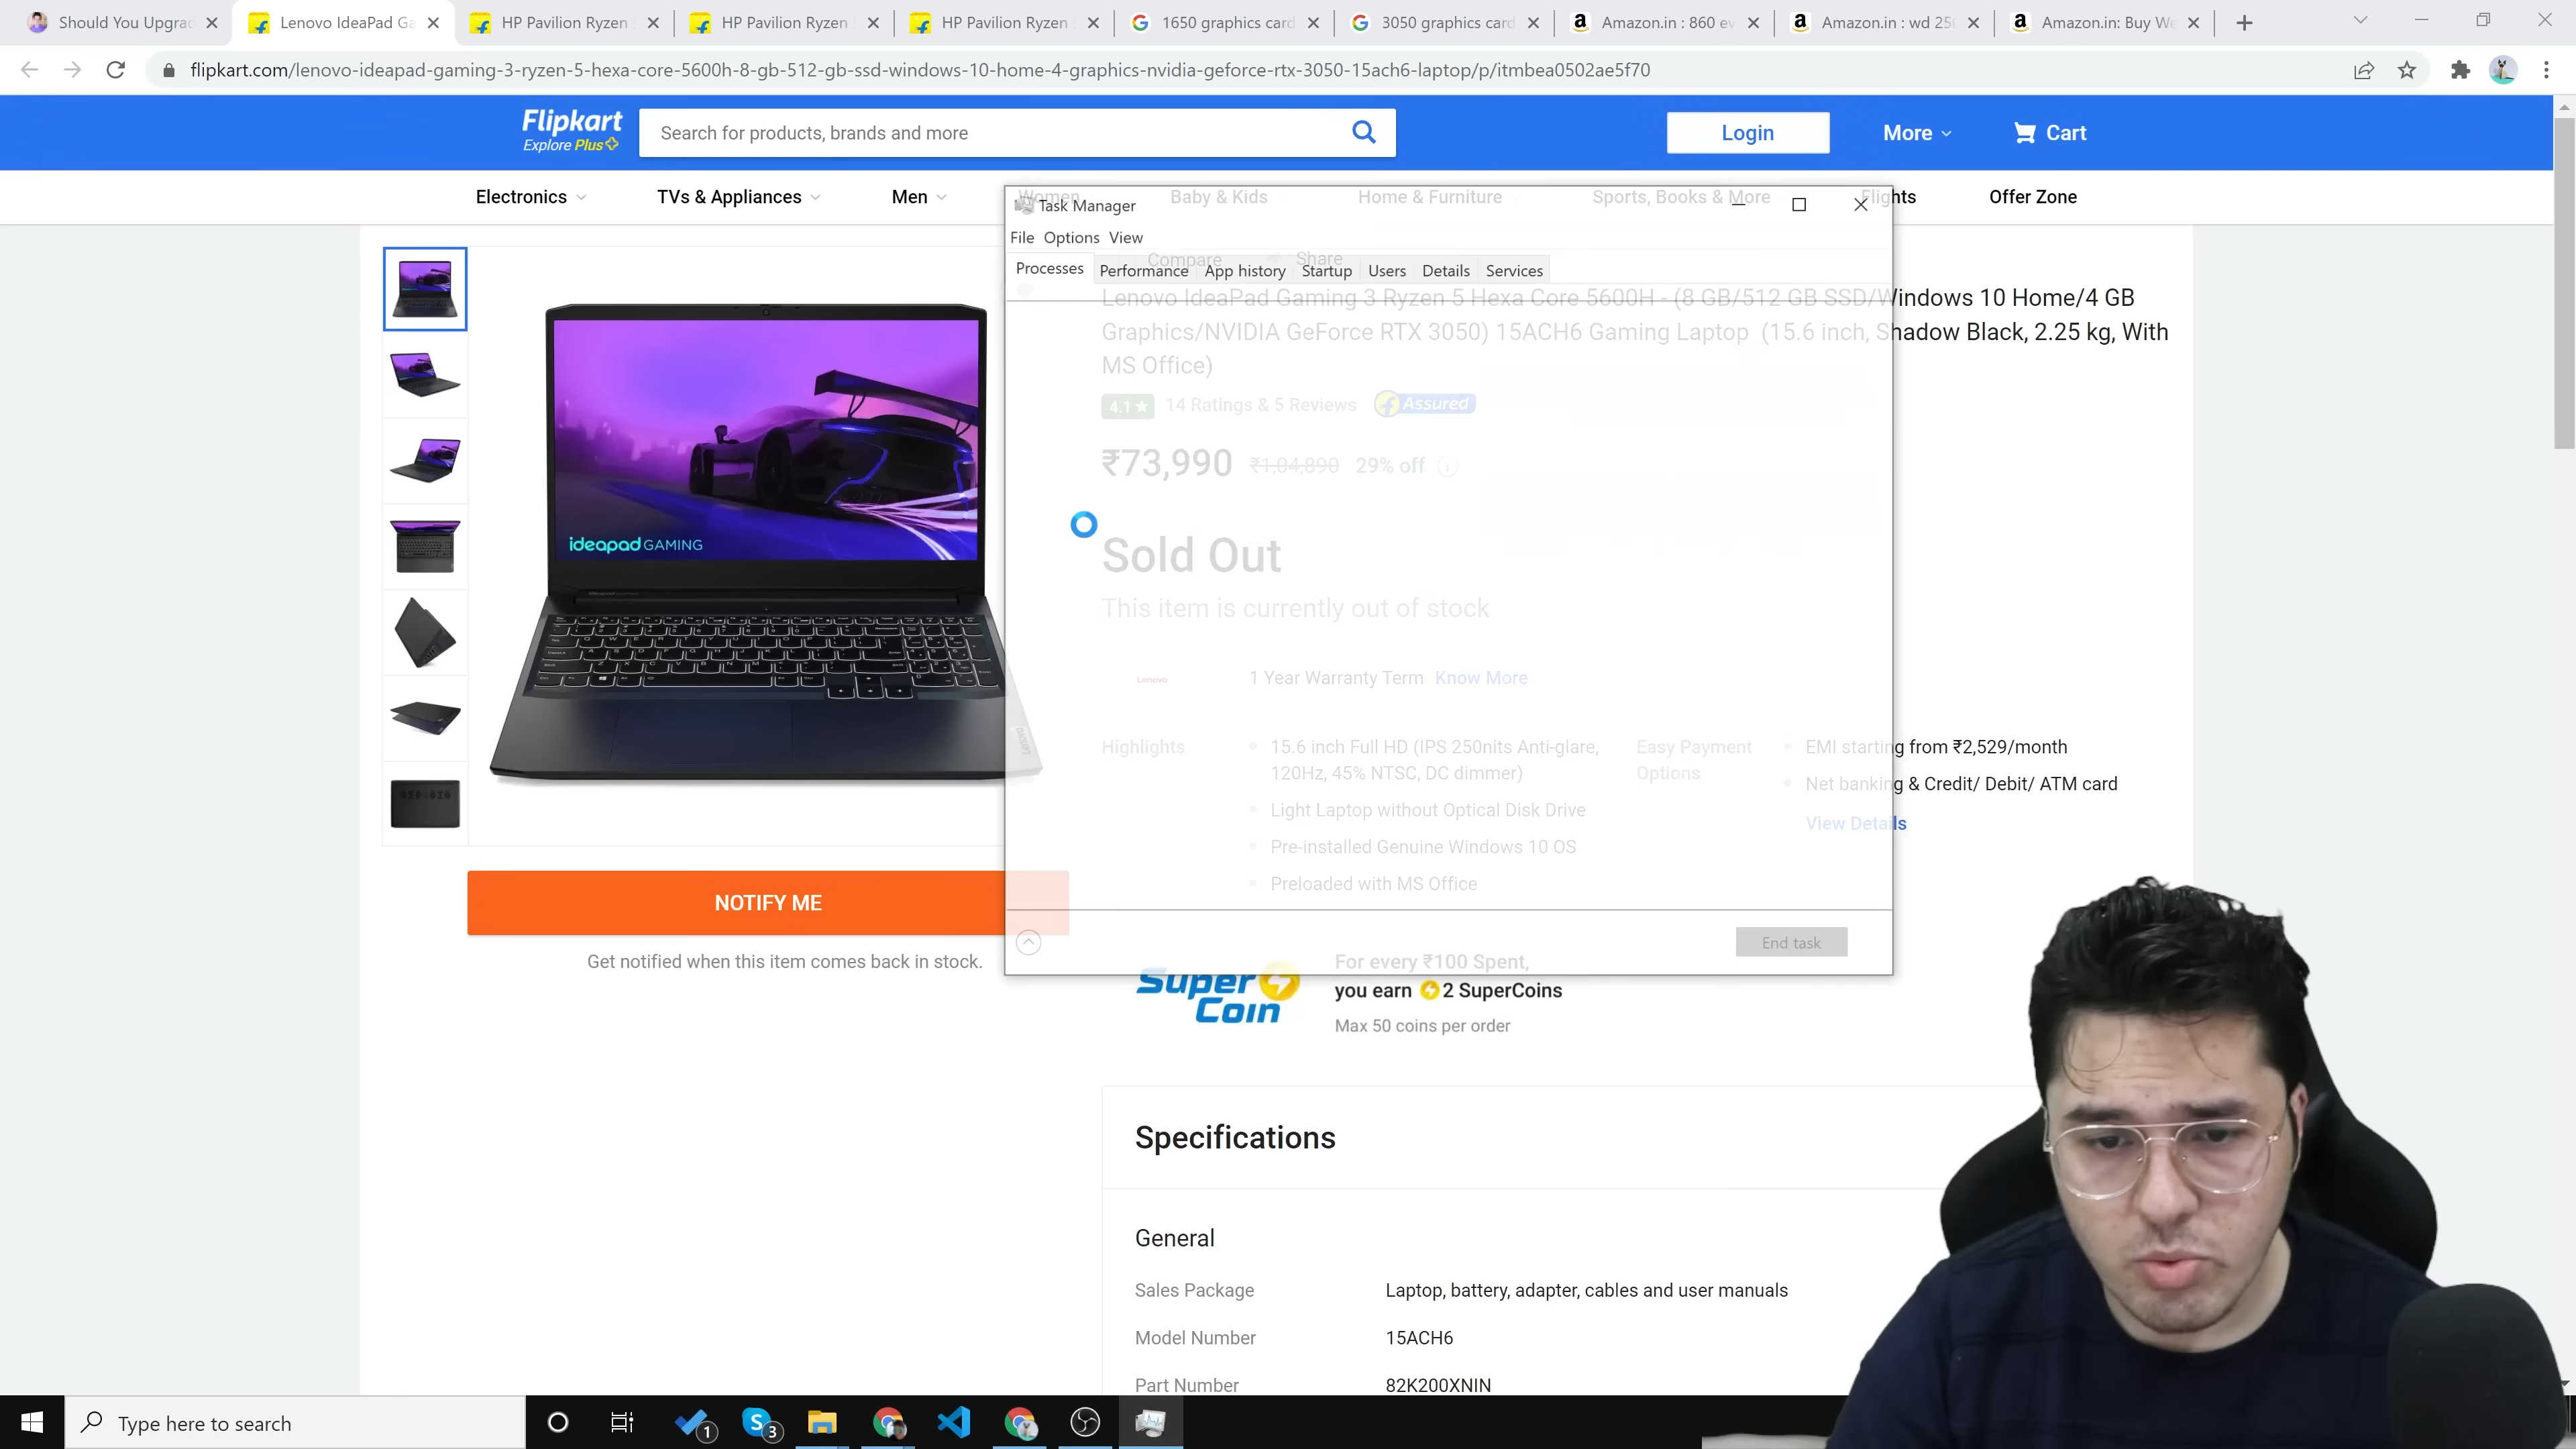 Should You Upgrad
Lenovo IdeaPad Ga
HP Pavilion Ryzen
HP Pavilion Ryzen
HP Pavilion Ryzen
1650 graphics card
3050 graphics card
Amazon.in : 860 ev
Amazon.in : wd 25
Amazon.in: Buy We
flipkart.com/lenovo-ideapad-gaming-3-ryzen-5-hexa-core-5600h-8-gb-512-gb-ssd-windows-10-home-4-graphics-nvidia-geforce-rtx-3050-15ach6-laptop/p/itmbea0502ae5f70
Flipkart
Explore Plus
Search for products, brands and more
Login
More
Cart
Electronics
TVs & Appliances
Men
Women
Baby & Kids
Home & Furniture
Sports, Books & More
Flights
Offer Zone
Task Manager
File Options View
Compare
Share
Processes Performance App history Startup Users Details Services
Lenovo IdeaPad Gaming 3 Ryzen 5 Hexa Core 5600H - (8 GB/512 GB SSD/Windows 10 Home/4 GB
Graphics/NVIDIA GeForce RTX 3050) 15ACH6 Gaming Laptop (15.6 inch, Shadow Black, 2.25 kg, With
MS Office)
4.1 14 Ratings & 5 Reviews Assured
₹73,990 ₹1,04,890 29% off
Sold Out
This item is currently out of stock
ideapad GAMING
Lenovo
1 Year Warranty Term Know More
Highlights
15.6 inch Full HD (IPS 250nits Anti-glare,
120Hz, 45% NTSC, DC dimmer)
Light Laptop without Optical Disk Drive
Pre-installed Genuine Windows 10 OS
Preloaded with MS Office
Easy Payment
Options
EMI starting from ₹2,529/month
Net banking & Credit/ Debit/ ATM card
View Details
NOTIFY ME
Get notified when this item comes back in stock.
End task
Super
Coin
For every ₹100 Spent,
you earn 2 SuperCoins
Max 50 coins per order
Specifications
General
Sales Package Laptop, battery, adapter, cables and user manuals
Model Number 15ACH6
Part Number 82K200XNIN
Type here to search
1
3